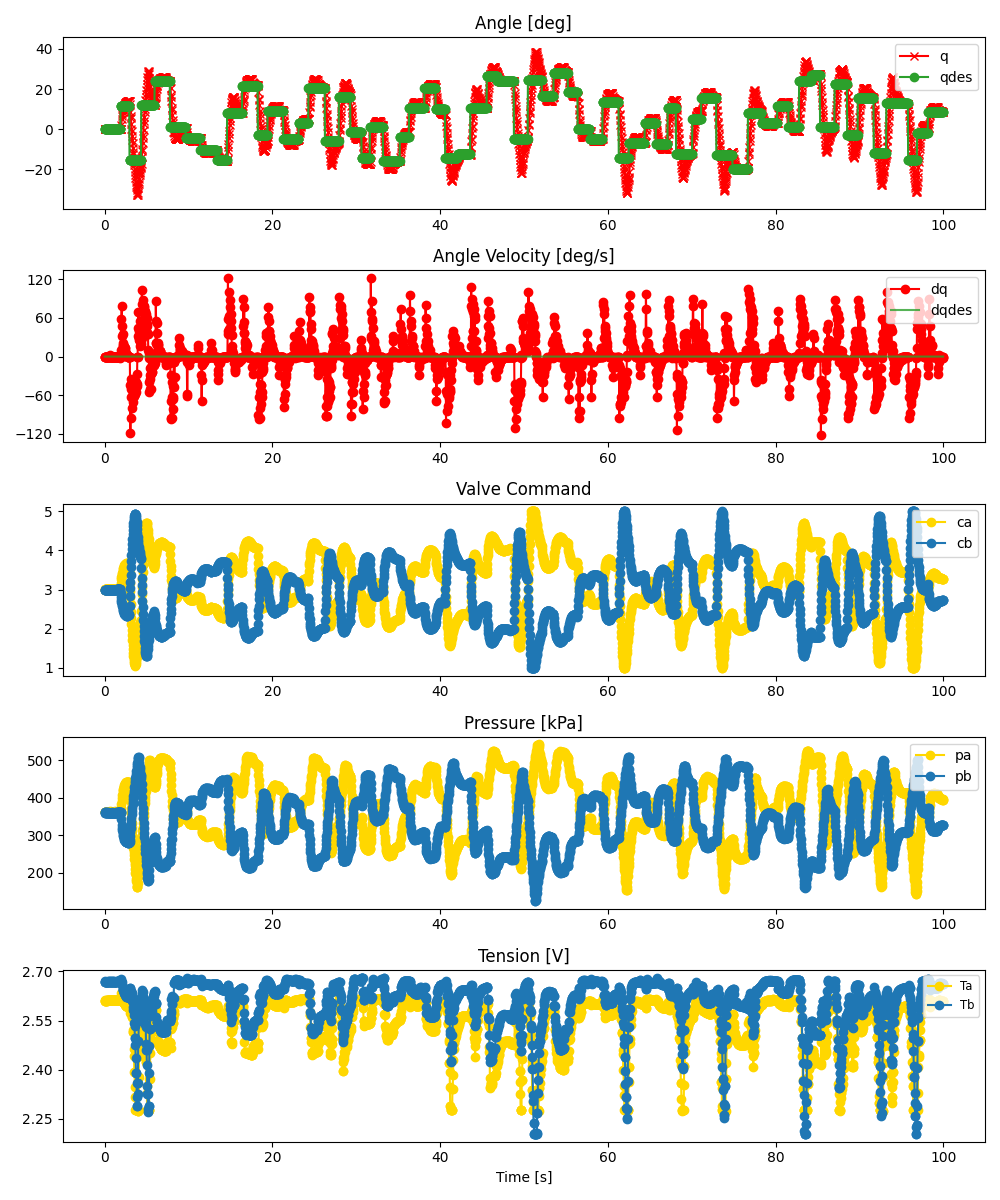 Angle [deg]
40
20
0
−20
q
qdes
0 20 40 60 80 100
Angle Velocity [deg/s]
120
60
0
−60
−120
dq
dqdes
0 20 40 60 80 100
Valve Command
5
4
3
2
1
ca
cb
0 20 40 60 80 100
Pressure [kPa]
500
400
300
200
pa
pb
0 20 40 60 80 100
Tension [V]
2.70
2.55
2.40
2.25
Ta
Tb
0 20 40 60 80 100
Time [s]